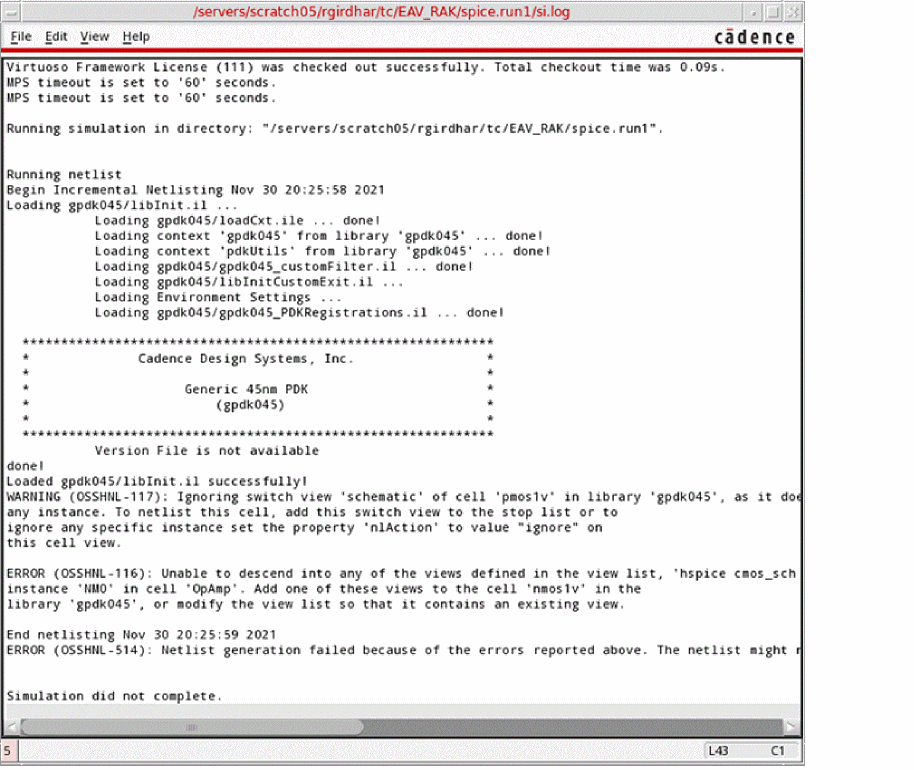 /servers/scratch05/rgirdhar/tc/EAV_RAK/spice.run1/si.log
File Edit View Help
cādence
Virtuoso Framework License (111) was checked out successfully. Total checkout time was 0.09s.
MPS timeout is set to '60' seconds.
MPS timeout is set to '60' seconds.
Running simulation in directory: "/servers/scratch05/rgirdhar/tc/EAV_RAK/spice.run1".
Running netlist
Begin Incremental Netlisting Nov 30 20:25:58 2021
Loading gpdk045/libInit.il ...
Loading gpdk045/loadCxt.ile ... done!
Loading context 'gpdk045' from library 'gpdk045' ... done!
Loading context 'pdkUtils' from library 'gpdk045' ... done!
Loading gpdk045/gpdk045_customFilter.il ... done!
Loading gpdk045/libInitCustomExit.il ...
Loading Environment Settings ...
Loading gpdk045/gpdk045_PDKRegistrations.il ... done!
*************************************************************
* Cadence Design Systems, Inc. *
* *
* Generic 45nm PDK *
* (gpdk045) *
* *
*************************************************************
Version File is not available
done!
Loaded gpdk045/libInit.il successfully!
WARNING (OSSHNL-117): Ignoring switch view 'schematic' of cell 'pmos1v' in library 'gpdk045', as it doe
any instance. To netlist this cell, add this switch view to the stop list or to
ignore any specific instance set the property 'nlAction' to value "ignore" on
this cell view.
ERROR (OSSHNL-116): Unable to descend into any of the views defined in the view list, 'hspice cmos_sch
instance 'NM0' in cell 'OpAmp'. Add one of these views to the cell 'nmos1v' in the
library 'gpdk045', or modify the view list so that it contains an existing view.
End netlisting Nov 30 20:25:59 2021
ERROR (OSSHNL-514): Netlist generation failed because of the errors reported above. The netlist might
Simulation did not complete.
5 L43 C1